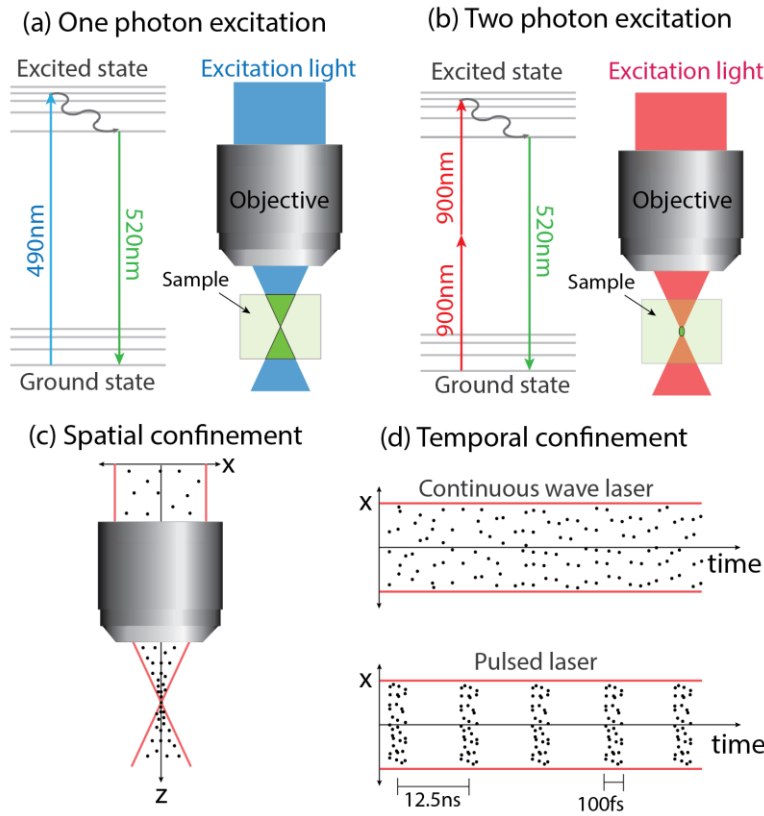 (a) One photon excitation
Excited state
Excitation light
490nm
520nm
Objective
Sample
Ground state
(b) Two photon excitation
Excited state
Excitation light
900nm
900nm
520nm
Objective
Sample
Ground state
(c) Spatial confinement
x
z
(d) Temporal confinement
Continuous wave laser
x
time
Pulsed laser
x
time
12.5ns
100fs